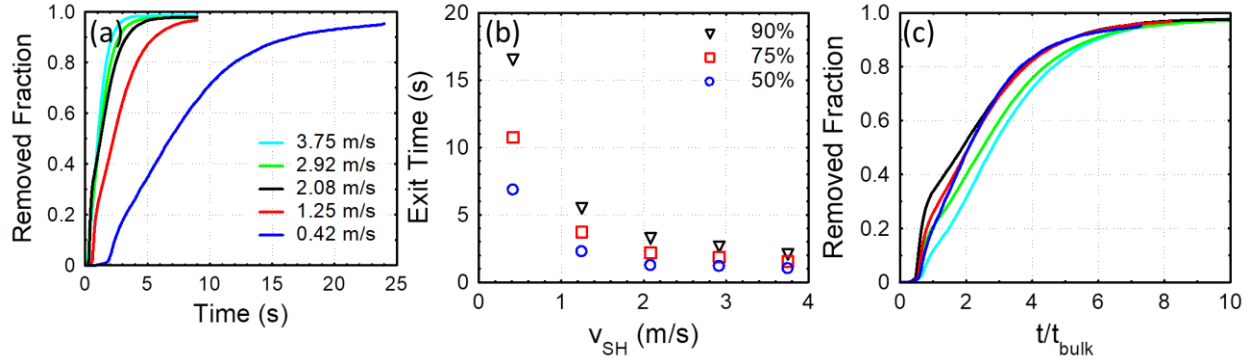 (a)
Removed Fraction
1
0.8
0.6
0.4
0.2
0
3.75 m/s
2.92 m/s
2.08 m/s
1.25 m/s
0.42 m/s
0 5 10 15 20 25
Time (s)
(b)
Exit Time (s)
20
15
10
5
0
90%
75%
50%
0 1 2 3 4
v_SH (m/s)
(c)
Removed Fraction
1.0
0.8
0.6
0.4
0.2
0
0 2 4 6 8 10
t/t_bulk